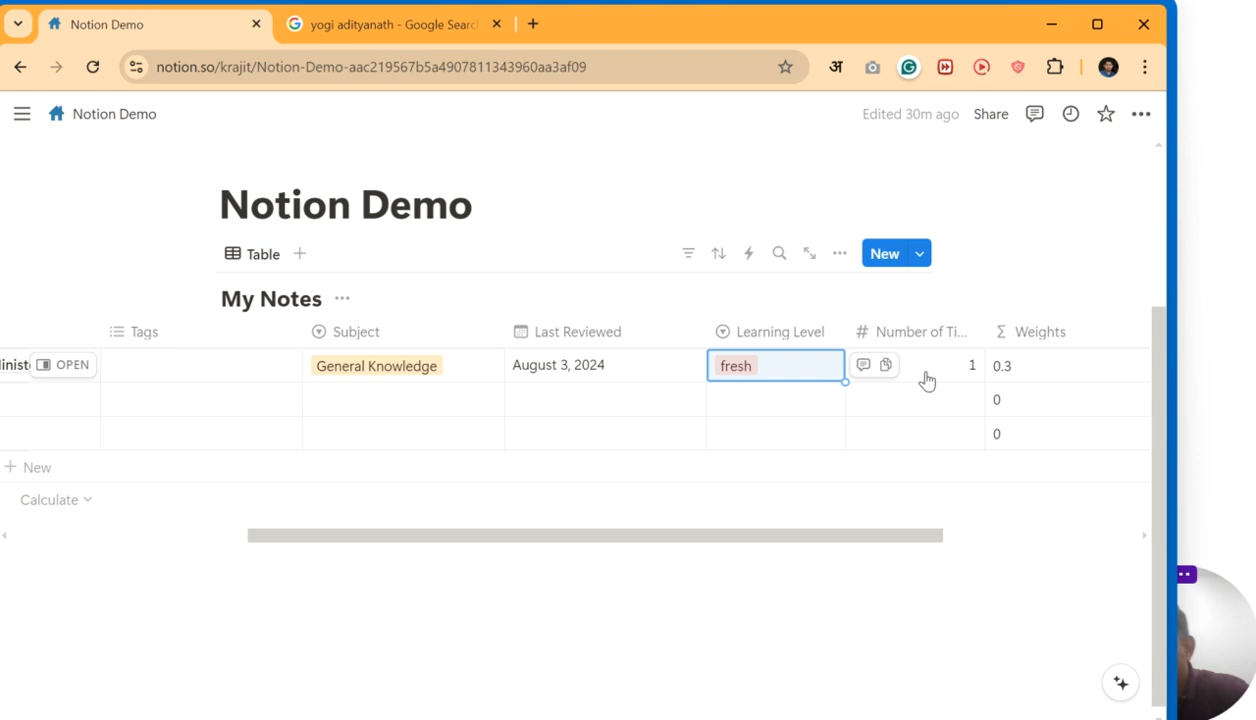 Notion Demo
yogi adityanath - Google Searc
notion.so/krajit/Notion-Demo-aac219567b5a4907811343960aa3af09
अ
Notion Demo
Edited 30m ago
Share
Notion Demo
Table
New
My Notes
Tags
Subject
Last Reviewed
Learning Level
# Number of Ti...
Σ Weights
OPEN
General Knowledge
August 3, 2024
fresh
1
0.3
0
0
+ New
Calculate